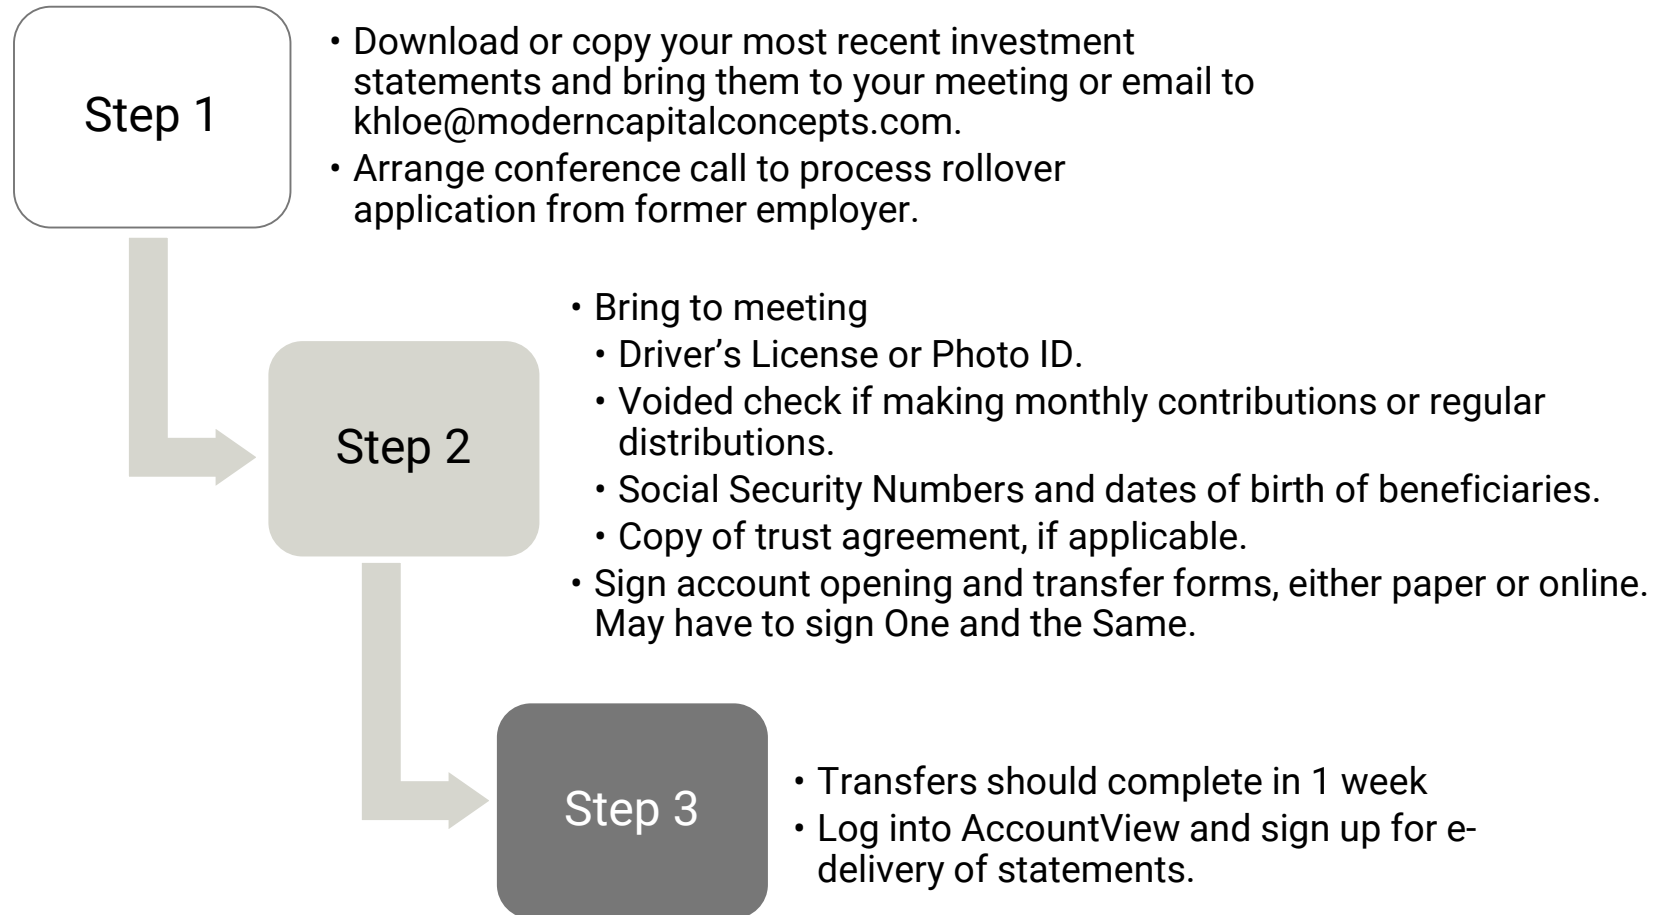 Step 1
• Download or copy your most recent investment
statements and bring them to your meeting or email to
khloe@moderncapitalconcepts.com.
• Arrange conference call to process rollover
application from former employer.
Step 2
• Bring to meeting
• Driver’s License or Photo ID.
• Voided check if making monthly contributions or regular
distributions.
• Social Security Numbers and dates of birth of beneficiaries.
• Copy of trust agreement, if applicable.
• Sign account opening and transfer forms, either paper or online.
May have to sign One and the Same.
Step 3
• Transfers should complete in 1 week
• Log into AccountView and sign up for e-
delivery of statements.